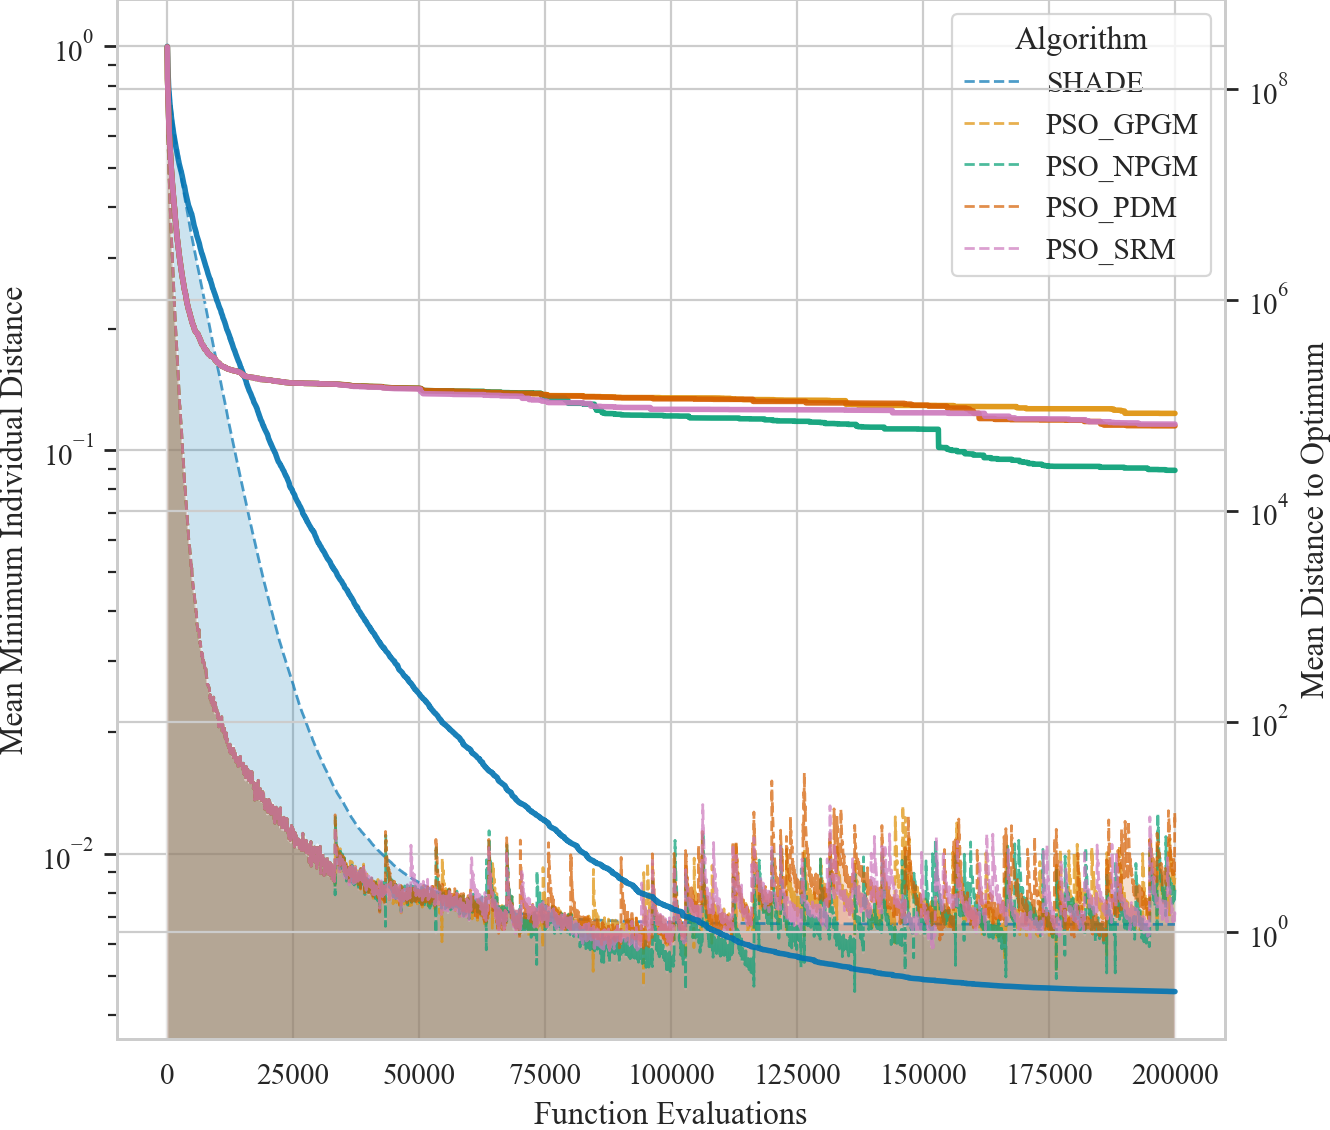 Algorithm
SHADE
PSO_GPGM
PSO_NPGM
PSO_PDM
PSO_SRM
Mean Minimum Individual Distance
10^0
10^−1
10^−2
Mean Distance to Optimum
10^8
10^6
10^4
10^2
10^0
0 25000 50000 75000 100000 125000 150000 175000 200000
Function Evaluations